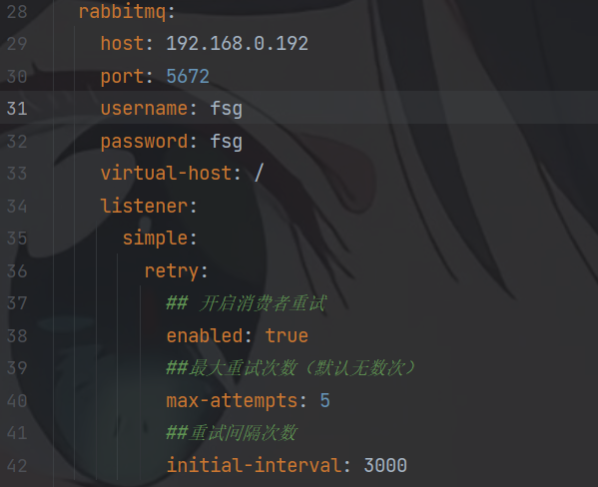 28 rabbitmq:
29 host: 192.168.0.192
30 port: 5672
31 username: fsg
32 password: fsg
33 virtual-host: /
34 listener:
35 simple:
36 retry:
37 ## 开启消费者重试
38 enabled: true
39 ##最大重试次数（默认无数次）
40 max-attempts: 5
41 ##重试间隔次数
42 initial-interval: 3000